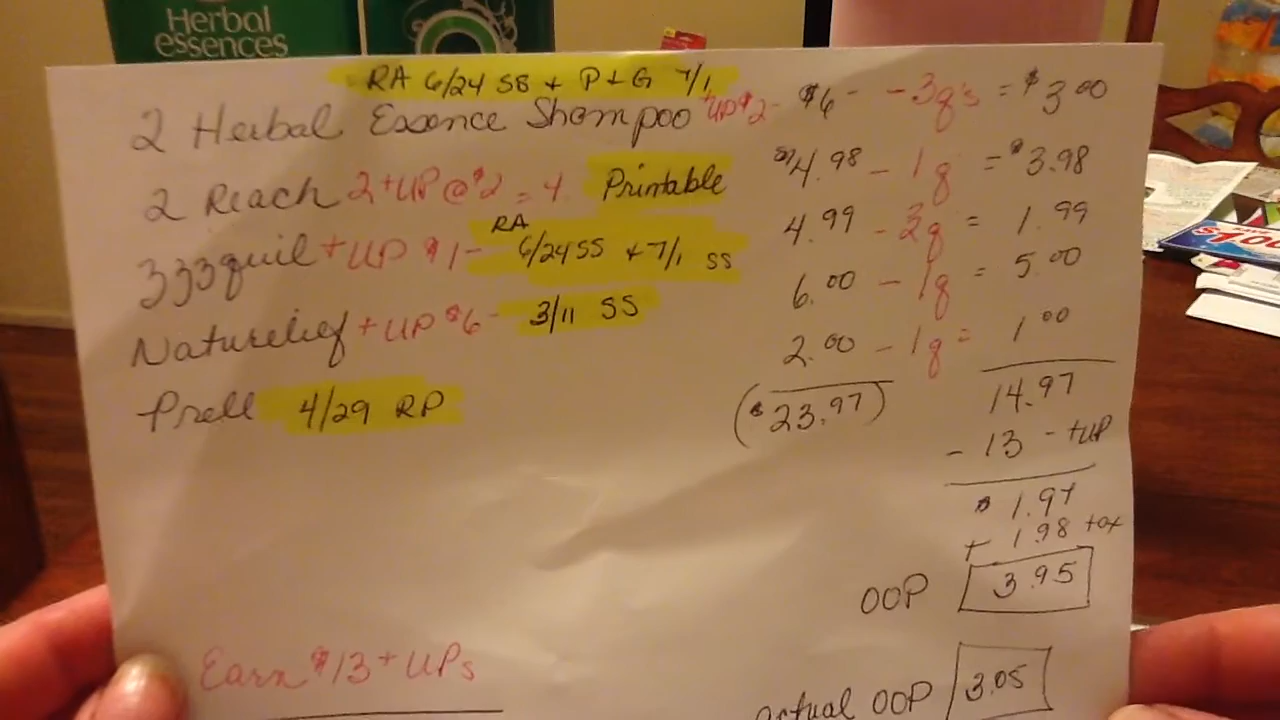 Herbal
essences
RA 6/24 SS + P+G 7/1
2 Herbal Essence Shampoo +UP $2- $6- -3q's = $3.00
2 Reach 2+UP@$2=4 Printable $4.98 - 1q = $3.98
RA
333quil +UP $1- 6/24 SS + 7/1 SS 4.99 - 3q = 1.99
Naturelief +UP $6- 3/11 SS 6.00 - 1q = 5.00
Prell 4/29 RP 2.00 - 1q = 1.00
($23.97) 14.97
- 13 - +UP
$1.97
+ 1.98 tax
OOP 3.95
Earn $13 +UPs
actual OOP 3.05